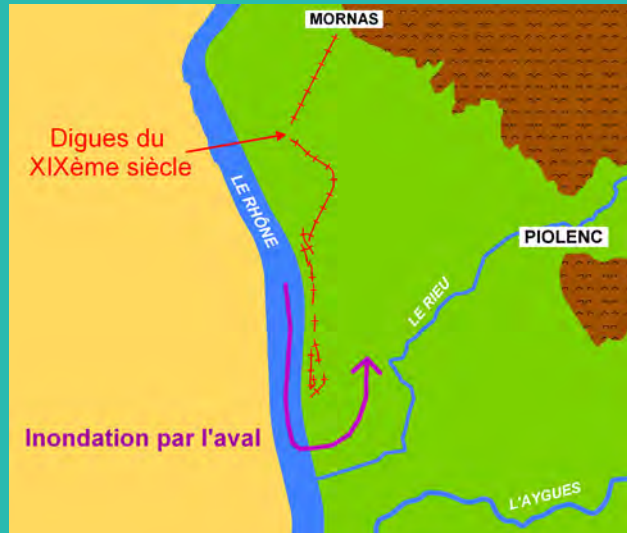 MORNAS
Digues du
XIXème siècle
LE RHÔNE
PIOLENC
LE RIEU
Inondation par l'aval
L'AYGUES